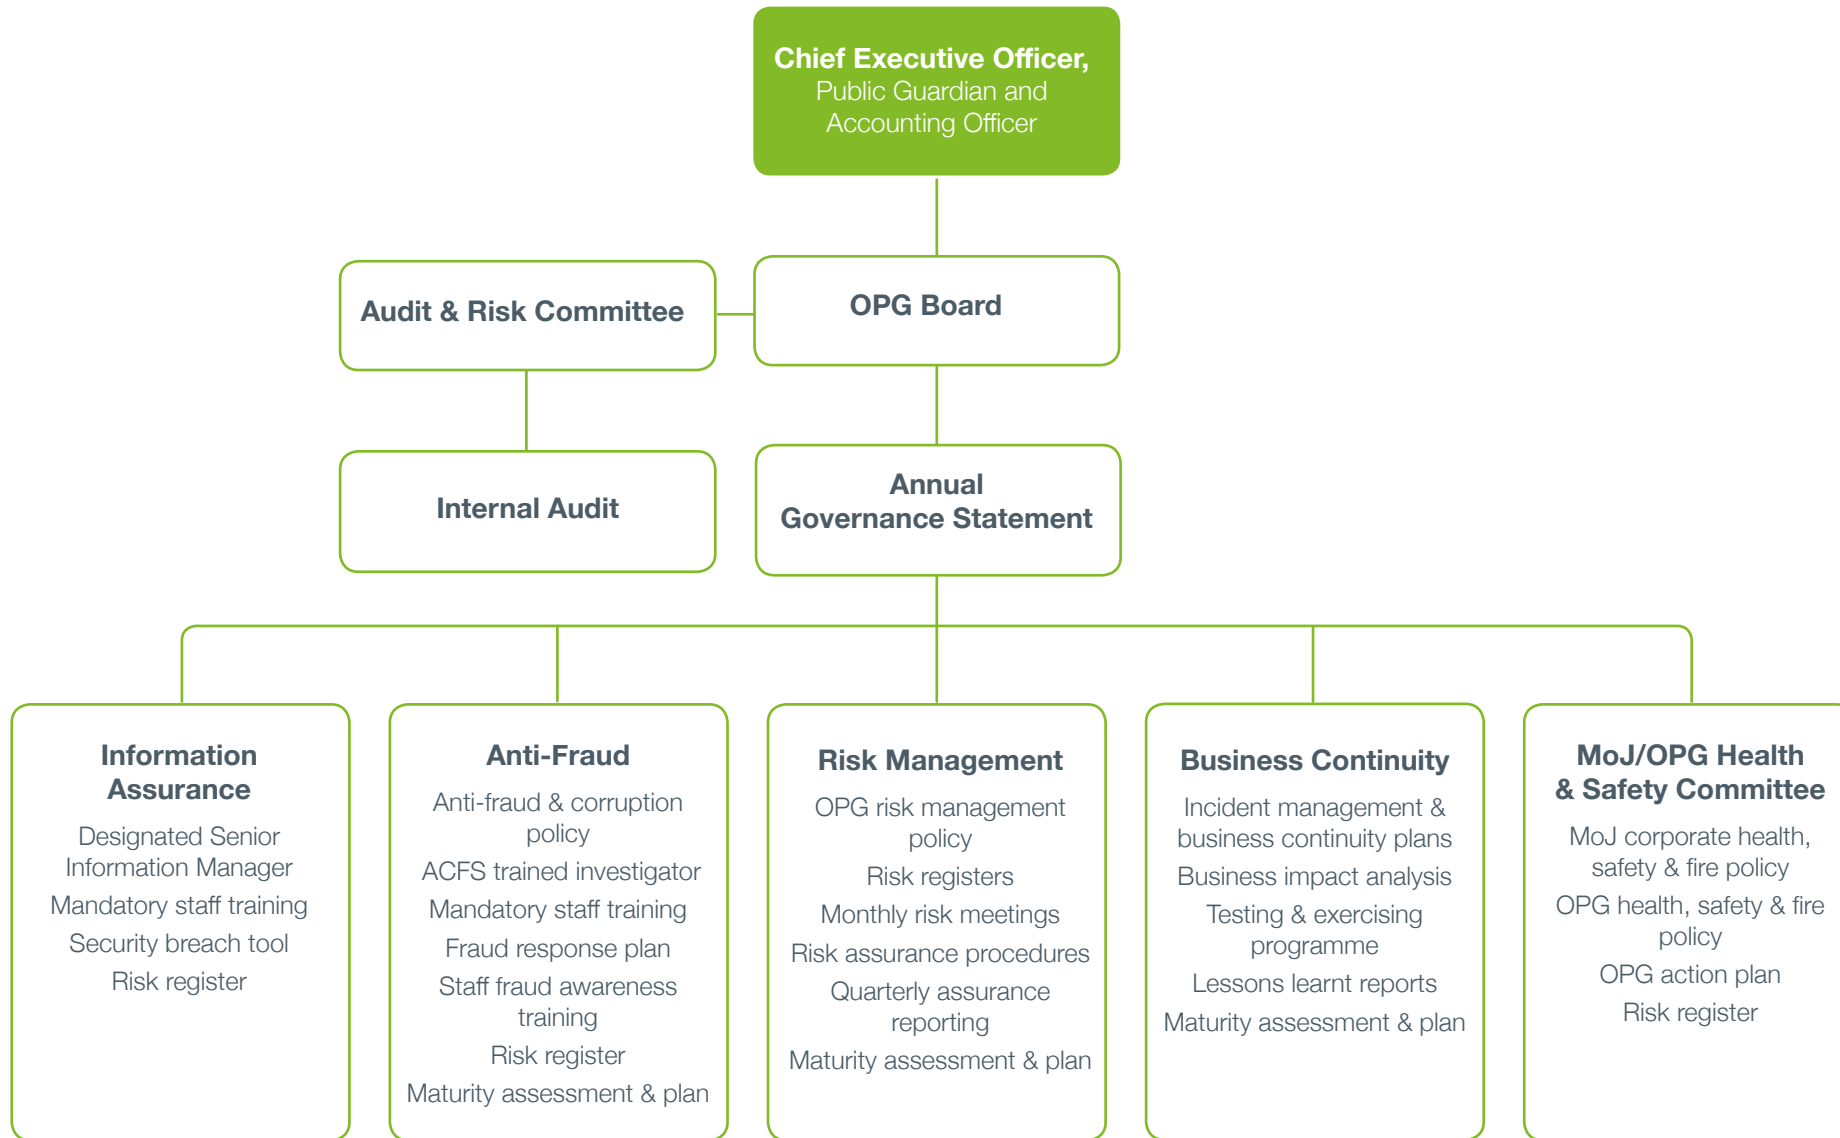 Chief Executive Officer,
Public Guardian and
Accounting Officer
Audit & Risk Committee
OPG Board
Internal Audit
Annual
Governance Statement
Information
Assurance
Designated Senior
Information Manager
Mandatory staff training
Security breach tool
Risk register
Anti-Fraud
Anti-fraud & corruption
policy
ACFS trained investigator
Mandatory staff training
Fraud response plan
Staff fraud awareness
training
Risk register
Maturity assessment & plan
Risk Management
OPG risk management
policy
Risk registers
Monthly risk meetings
Risk assurance procedures
Quarterly assurance
reporting
Maturity assessment & plan
Business Continuity
Incident management &
business continuity plans
Business impact analysis
Testing & exercising
programme
Lessons learnt reports
Maturity assessment & plan
MoJ/OPG Health
& Safety Committee
MoJ corporate health,
safety & fire policy
OPG health, safety & fire
policy
OPG action plan
Risk register